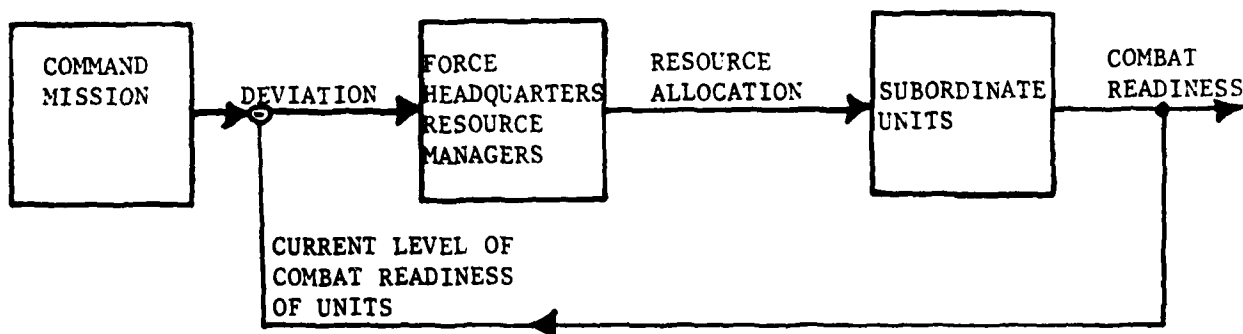 COMMAND
MISSION
DEVIATION
FORCE
HEADQUARTERS
RESOURCE
MANAGERS
RESOURCE
ALLOCATION
SUBORDINATE
UNITS
COMBAT
READINESS
CURRENT LEVEL OF
COMBAT READINESS
OF UNITS